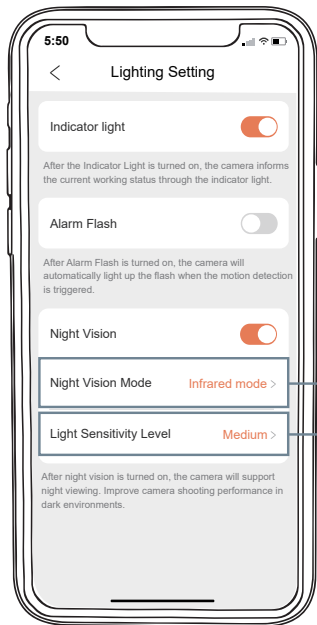 5:50
Lighting Setting
Indicator light
After the Indicator Light is turned on, the camera informs
the current working status through the indicator light.
Alarm Flash
After Alarm Flash is turned on, the camera will
automatically light up the flash when the motion detection
is triggered.
Night Vision
Night Vision Mode Infrared mode >
Light Sensitivity Level Medium >
After night vision is turned on, the camera will support
night viewing. Improve camera shooting performance in
dark environments.